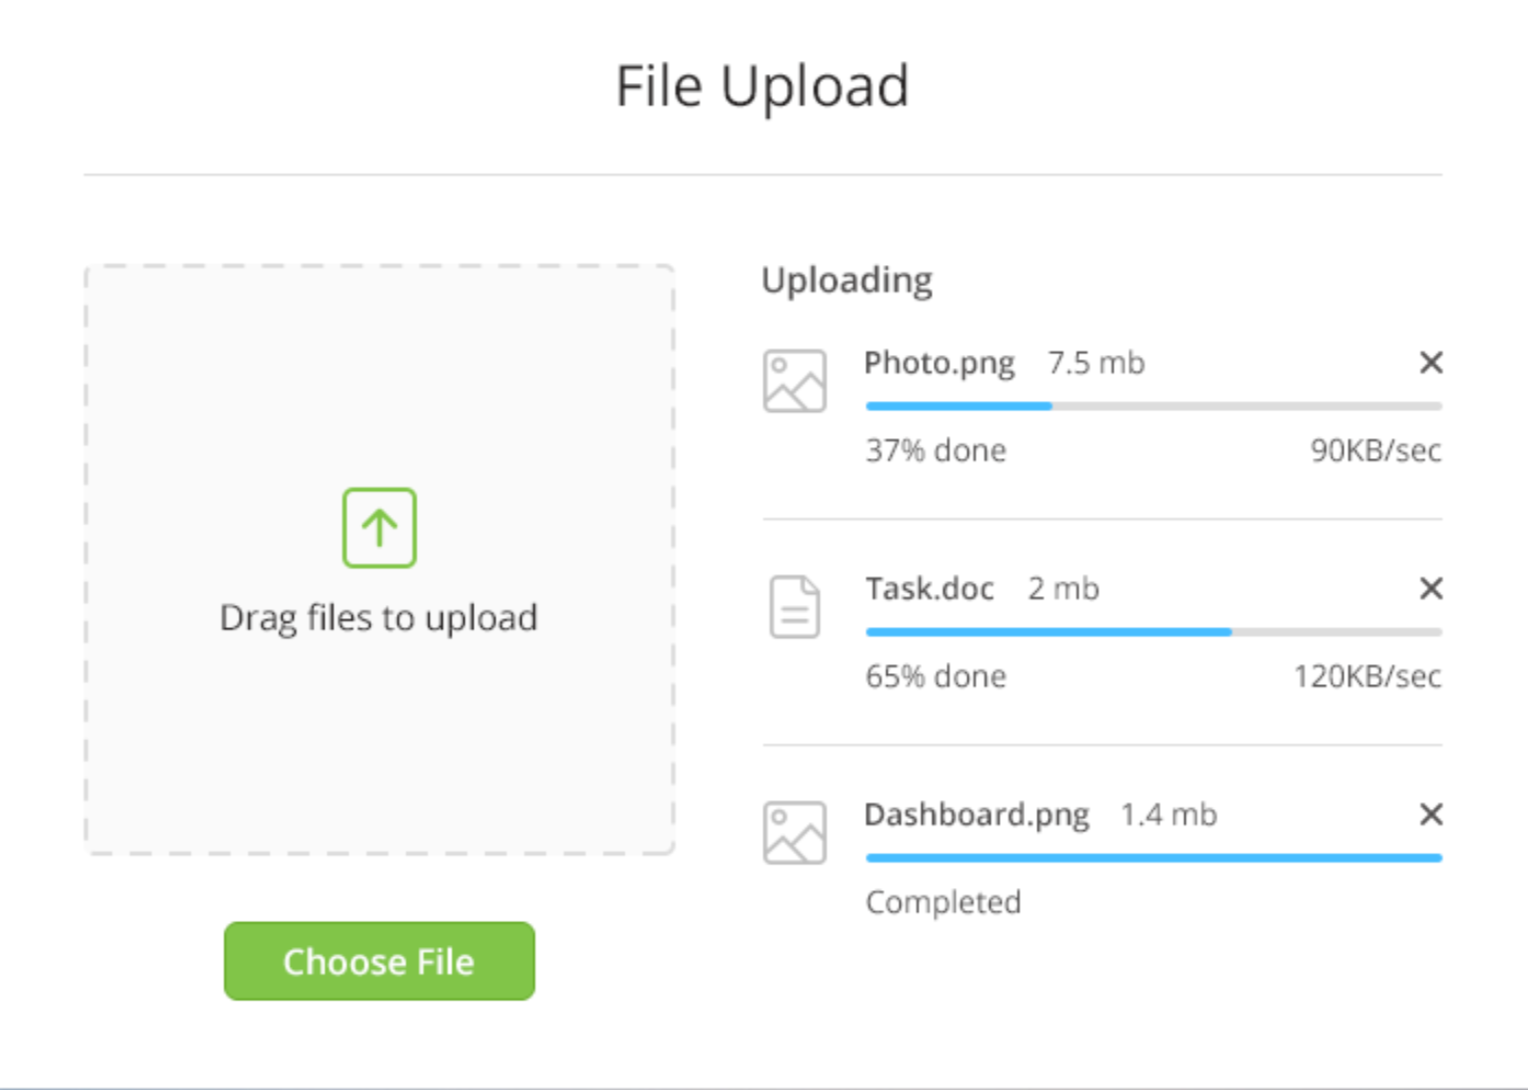 File Upload
Drag files to upload
Choose File
Uploading
Photo.png 7.5 mb
37% done 90KB/sec
Task.doc 2 mb
65% done 120KB/sec
Dashboard.png 1.4 mb
Completed